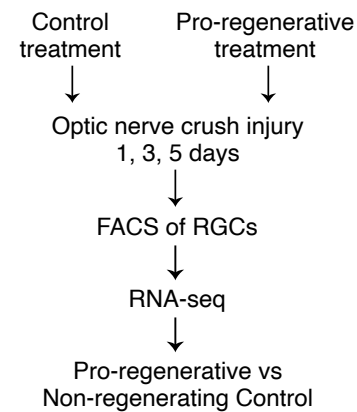 Control
treatment
Pro-regenerative
treatment
Optic nerve crush injury
1, 3, 5 days
FACS of RGCs
RNA-seq
Pro-regenerative vs
Non-regenerating Control